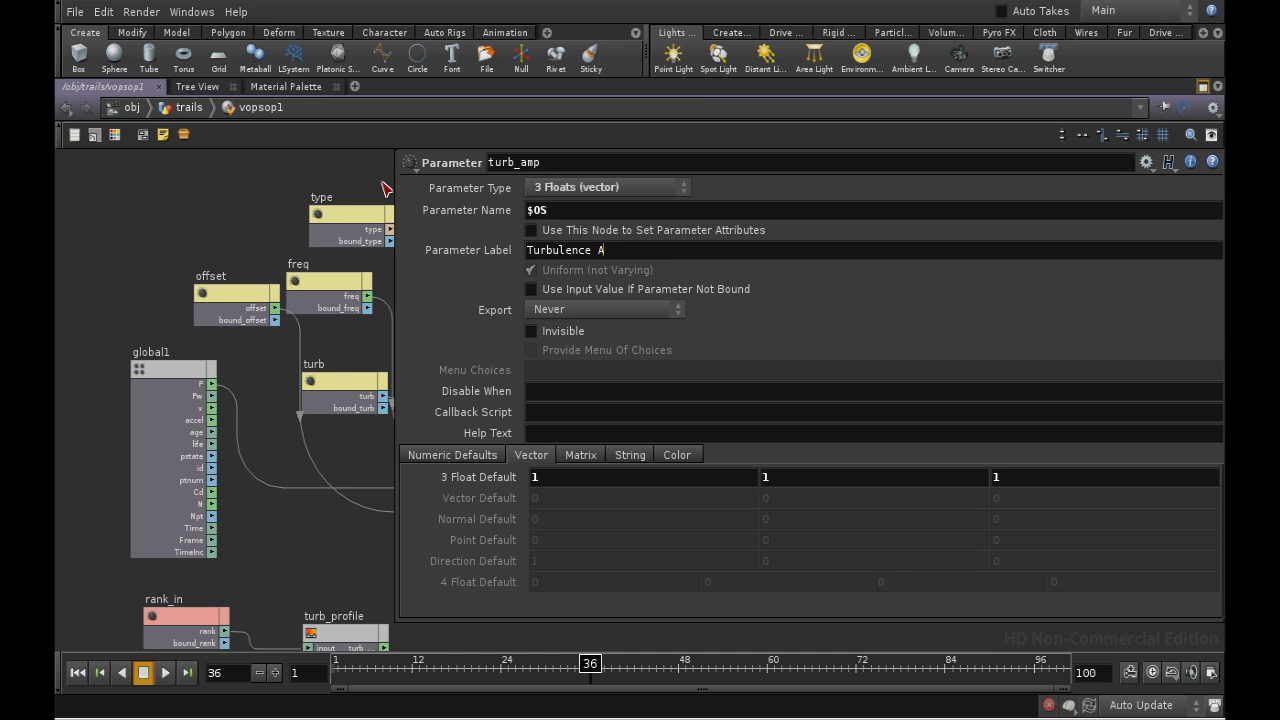 File Edit Render Windows Help Auto Takes Main
Create Modify Model Polygon Deform Texture Character Auto Rigs Animation Lights ... Create... Drive ... Rigid ... Particl... Volum... Pyro FX Cloth Wires Fur Drive ...
Box Sphere Tube Torus Grid Metaball LSystem Platonic S... Curve Circle Font File Null Rivet Sticky Point Light Spot Light Distant Li... Area Light Environm... Ambient L... Camera Stereo Ca... Switcher
/obj/trails/vopsop1 Tree View Material Palette
obj trails vopsop1
Parameter turb_amp
Parameter Type 3 Floats (vector)
Parameter Name $OS
Use This Node to Set Parameter Attributes
Parameter Label Turbulence A
Uniform (not Varying)
Use Input Value If Parameter Not Bound
Export Never
Invisible
Provide Menu Of Choices
Menu Choices
Disable When
Callback Script
Help Text
Numeric Defaults Vector Matrix String Color
3 Float Default 1 1 1
Vector Default 0 0 0
Normal Default 0 0 0
Point Default 0 0 0
Direction Default 1 0 0
4 Float Default 0 0 0 0
type
type
bound_type
freq
freq
bound_freq
offset
offset
bound_offset
turb
turb
bound_turb
global1
P
Pw
v
accel
age
life
pstate
id
ptnum
Cd
N
Npt
Time
Frame
TimeInc
rank_in
rank
bound_rank
turb_profile
input turb_...
HD Non-Commercial Edition
36 1 1 12 24 36 48 60 72 84 96 100
Auto Update